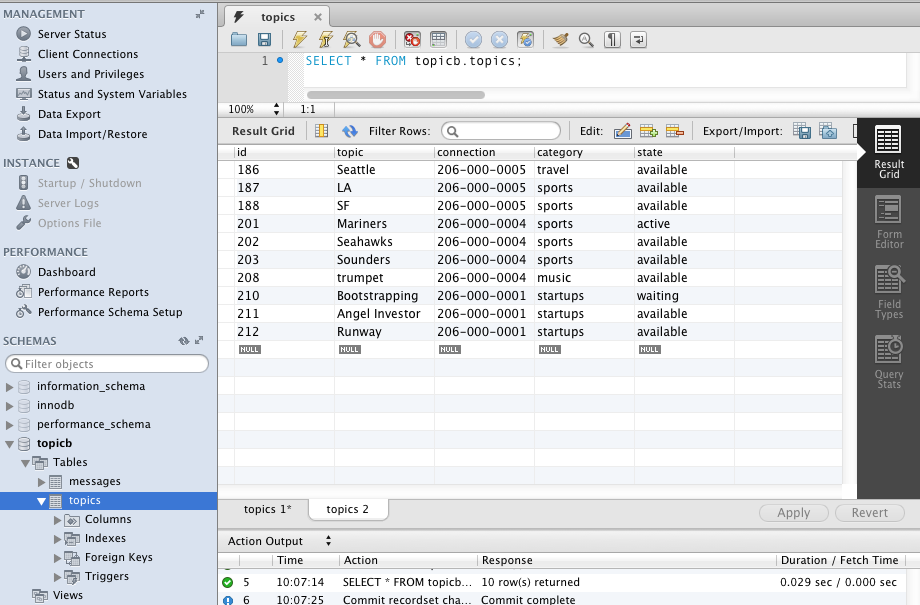 MANAGEMENT
Server Status
Client Connections
Users and Privileges
Status and System Variables
Data Export
Data Import/Restore
INSTANCE
Startup / Shutdown
Server Logs
Options File
PERFORMANCE
Dashboard
Performance Reports
Performance Schema Setup
SCHEMAS
Filter objects
information_schema
innodb
performance_schema
topicb
Tables
messages
topics
Columns
Indexes
Foreign Keys
Triggers
Views
topics
1 SELECT * FROM topicb.topics;
100% 1:1
Result Grid Filter Rows: Edit: Export/Import:
id topic connection category state
186 Seattle 206-000-0005 travel available
187 LA 206-000-0005 sports available
188 SF 206-000-0005 sports available
201 Mariners 206-000-0004 sports active
202 Seahawks 206-000-0004 sports available
203 Sounders 206-000-0004 sports available
208 trumpet 206-000-0004 music available
210 Bootstrapping 206-000-0001 startups waiting
211 Angel Investor 206-000-0001 startups available
212 Runway 206-000-0001 startups available
NULL NULL NULL NULL NULL
Result
Grid
Form
Editor
Field
Types
Query
Stats
topics 1* topics 2
Apply Revert
Action Output
Time Action Response Duration / Fetch Time
5 10:07:14 SELECT * FROM topicb... 10 row(s) returned 0.029 sec / 0.000 sec
6 10:07:25 Commit recordset cha... Commit complete